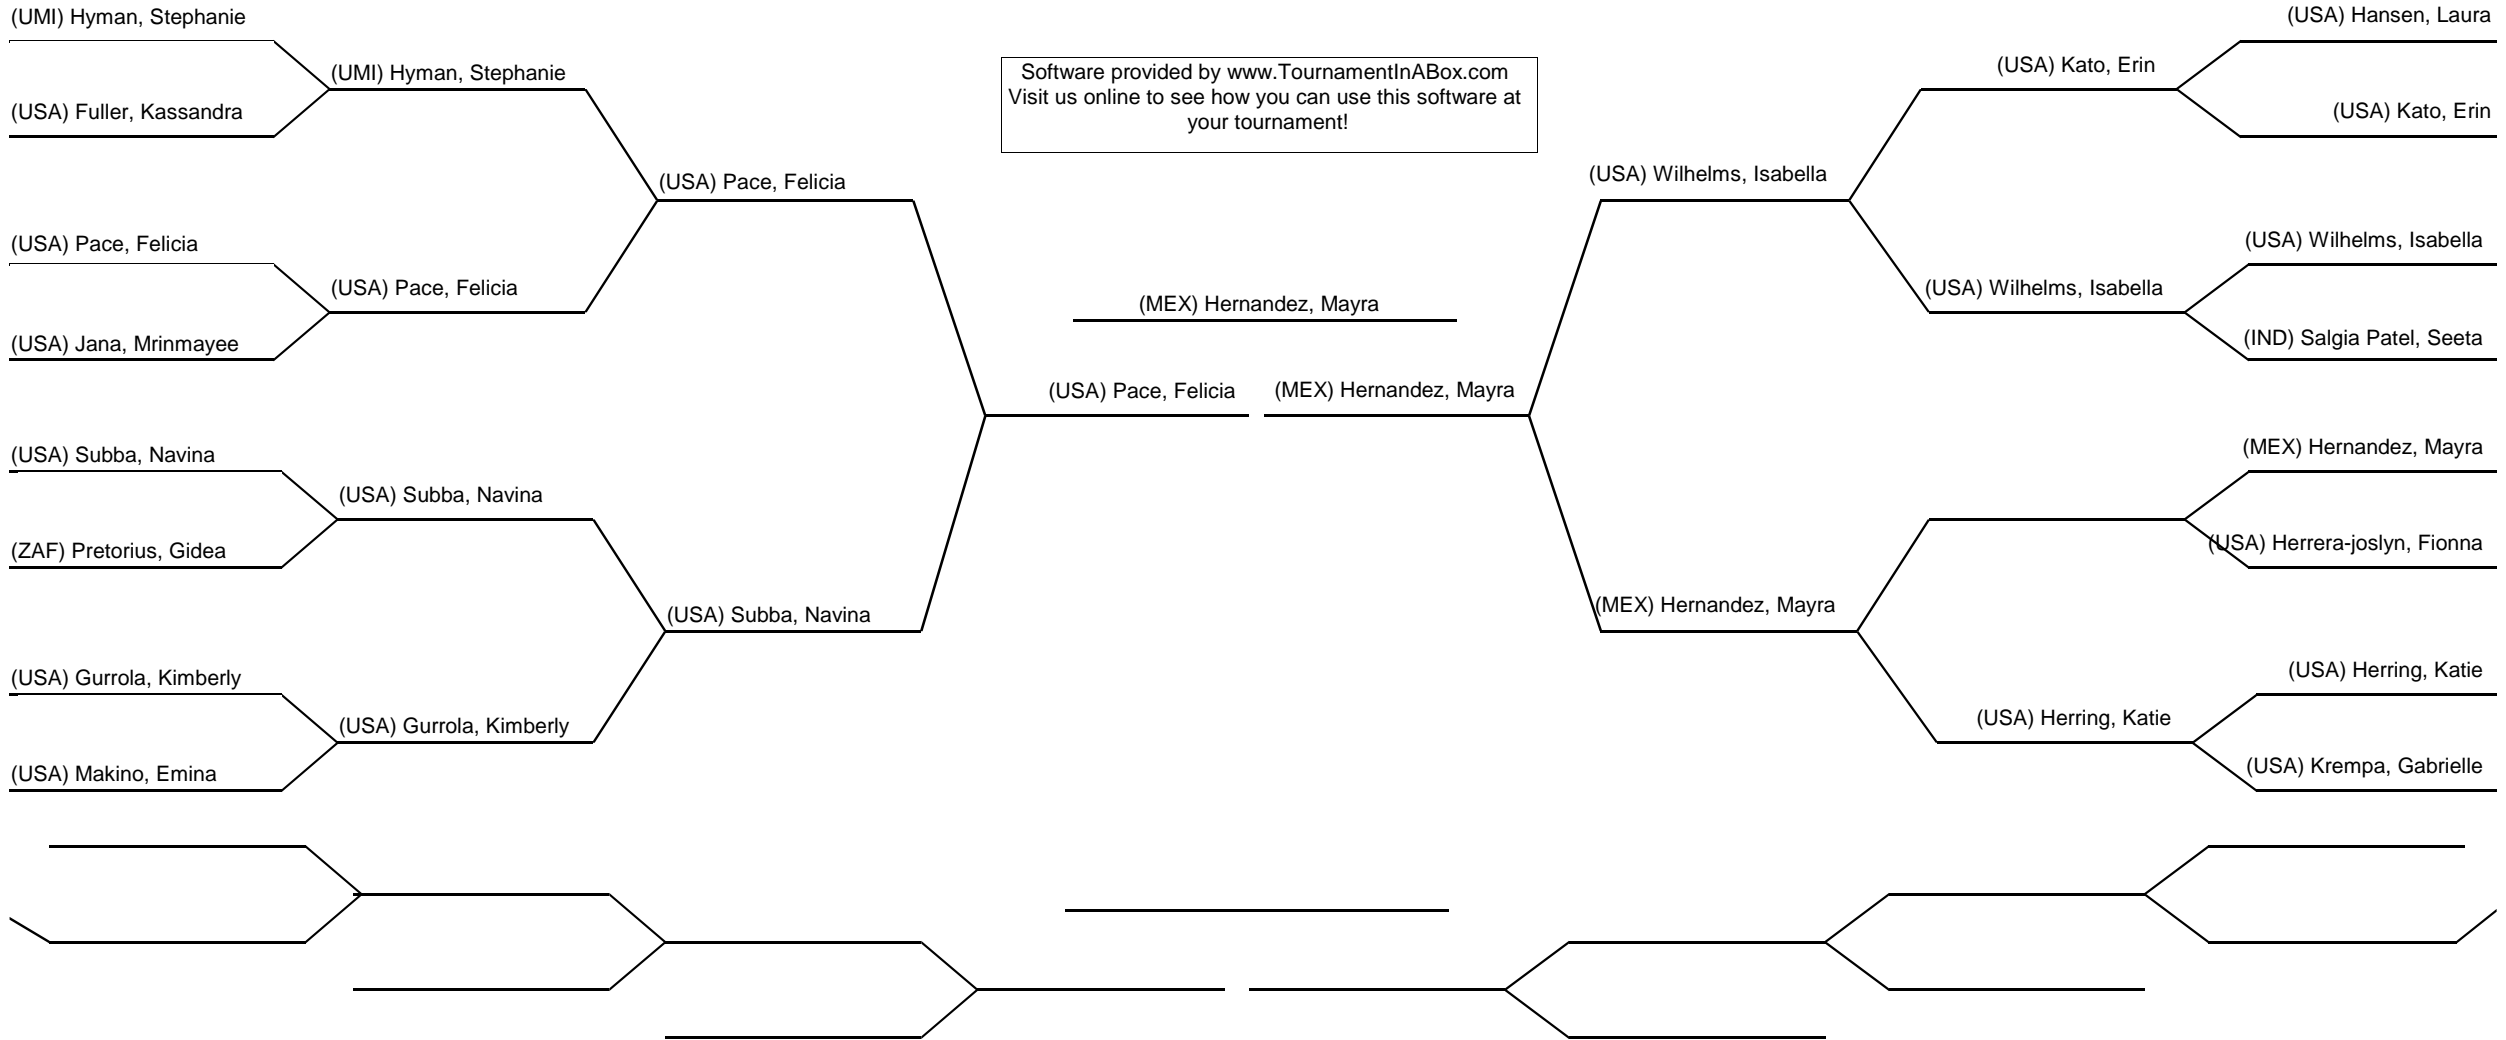 (UMI) Hyman, Stephanie
(USA) Fuller, Kassandra
(USA) Pace, Felicia
(USA) Jana, Mrinmayee
(USA) Subba, Navina
(ZAF) Pretorius, Gidea
(USA) Gurrola, Kimberly
(USA) Makino, Emina
(UMI) Hyman, Stephanie
(USA) Pace, Felicia
(USA) Subba, Navina
(USA) Gurrola, Kimberly
(USA) Pace, Felicia
(USA) Subba, Navina
Software provided by www.TournamentInABox.com
Visit us online to see how you can use this software at
your tournament!
(MEX) Hernandez, Mayra
(USA) Pace, Felicia
(MEX) Hernandez, Mayra
(USA) Wilhelms, Isabella
(MEX) Hernandez, Mayra
(USA) Kato, Erin
(USA) Wilhelms, Isabella
(USA) Herring, Katie
(USA) Hansen, Laura
(USA) Kato, Erin
(USA) Wilhelms, Isabella
(IND) Salgia Patel, Seeta
(MEX) Hernandez, Mayra
(USA) Herrera-joslyn, Fionna
(USA) Herring, Katie
(USA) Krempa, Gabrielle